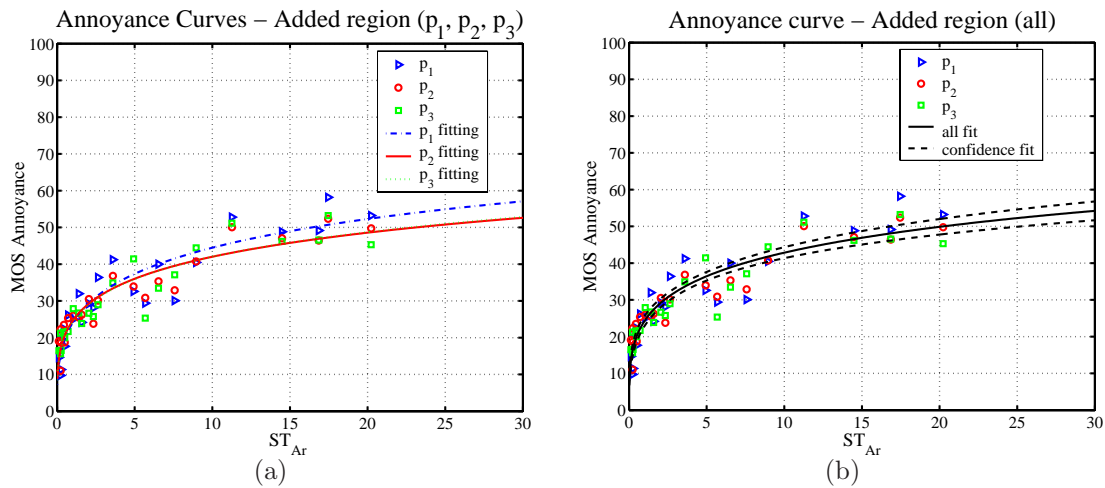 Annoyance Curves – Added region (p₁, p₂, p₃)
100
90
80
70
60
50
40
30
20
10
0
MOS Annoyance
p₁
p₂
p₃
p₁ fitting
p₂ fitting
p₃ fitting
0 5 10 15 20 25 30
ST_Ar
(a)
Annoyance curve – Added region (all)
100
90
80
70
60
50
40
30
20
10
0
MOS Annoyance
p₁
p₂
p₃
all fit
confidence fit
0 5 10 15 20 25 30
ST_Ar
(b)